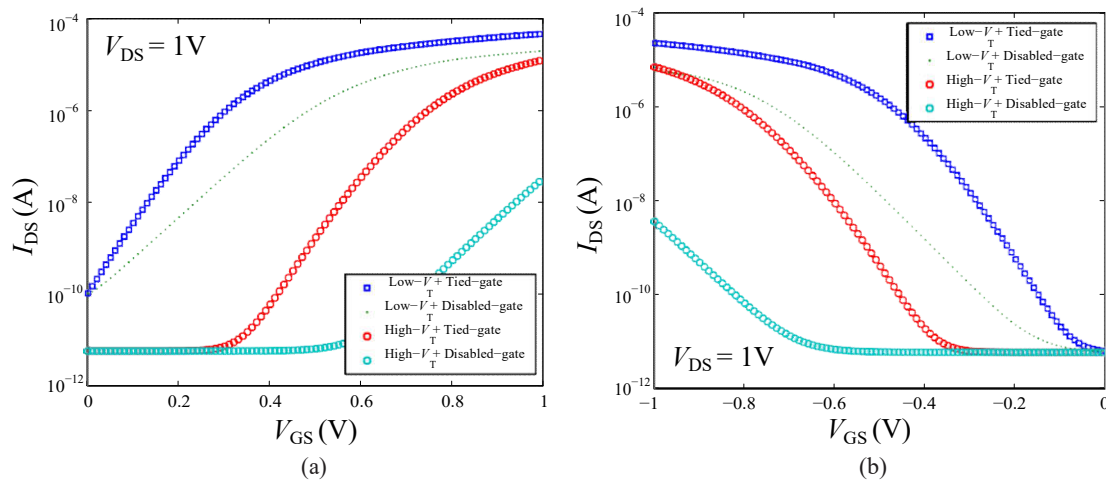 V_DS = 1V
10⁻⁴
10⁻⁶
10⁻⁸
10⁻¹⁰
10⁻¹²
I_DS (A)
Low−V_T + Tied−gate
Low−V_T + Disabled−gate
High−V_T + Tied−gate
High−V_T + Disabled−gate
0 0.2 0.4 0.6 0.8 1
V_GS (V)
(a)
10⁻⁴
10⁻⁶
10⁻⁸
10⁻¹⁰
10⁻¹²
I_DS (A)
Low−V_T + Tied−gate
Low−V_T + Disabled−gate
High−V_T + Tied−gate
High−V_T + Disabled−gate
V_DS = 1V
−1 −0.8 −0.6 −0.4 −0.2 0
V_GS (V)
(b)